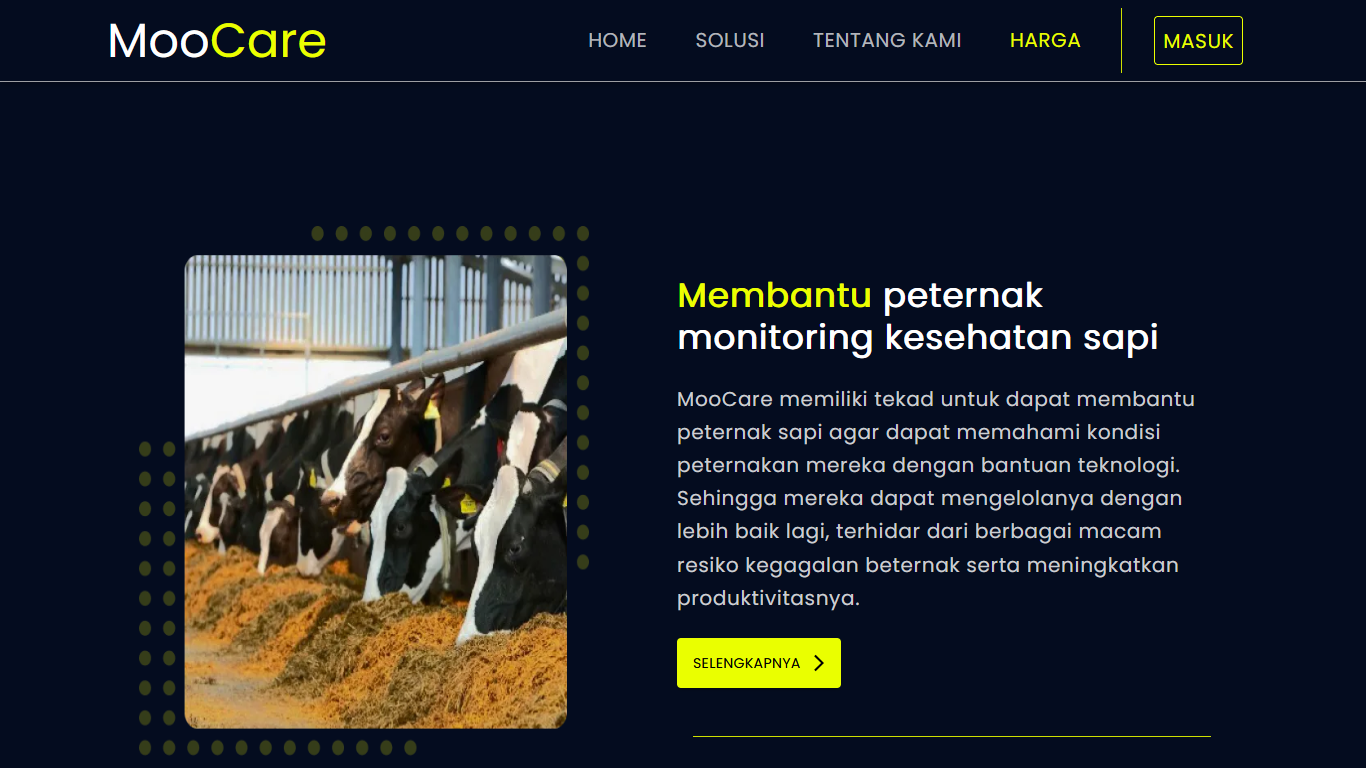 MooCare
HOME
SOLUSI
TENTANG KAMI
HARGA
MASUK
Membantu peternak
monitoring kesehatan sapi
MooCare memiliki tekad untuk dapat membantu
peternak sapi agar dapat memahami kondisi
peternakan mereka dengan bantuan teknologi.
Sehingga mereka dapat mengelolanya dengan
lebih baik lagi, terhidar dari berbagai macam
resiko kegagalan beternak serta meningkatkan
produktivitasnya.
SELENGKAPNYA